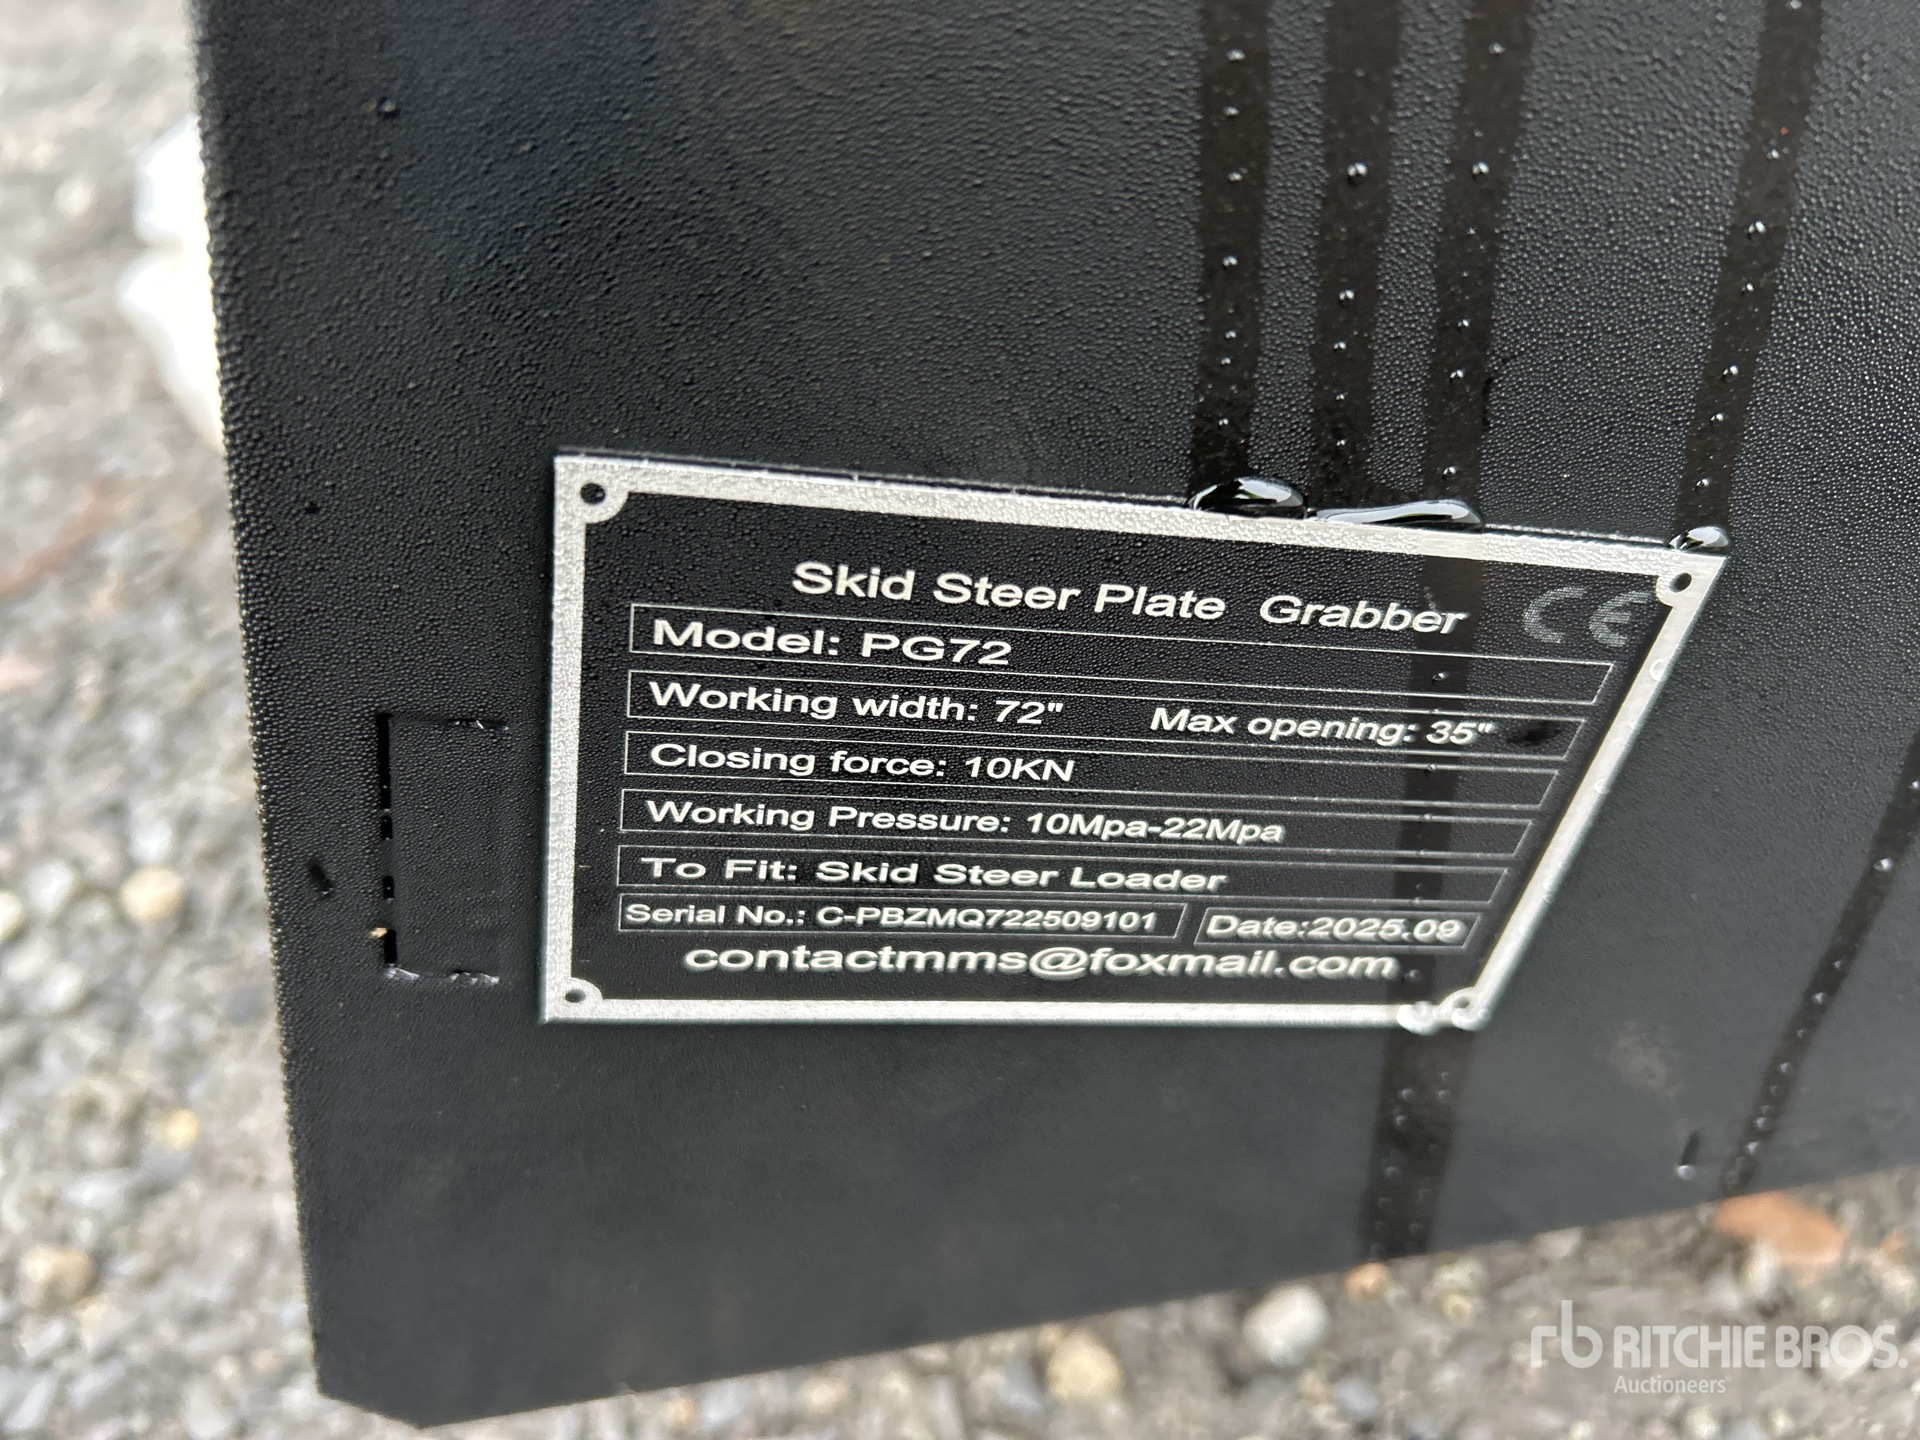 Skid Steer Plate Grabber CE
Model: PG72
Working width: 72" Max opening: 35"
Closing force: 10KN
Working Pressure: 10Mpa-22Mpa
To Fit: Skid Steer Loader
Serial No.: C-PBZMQ722509101 Date:2025.09
contactmms@foxmail.com
rb RITCHIE BROS.
Auctioneers